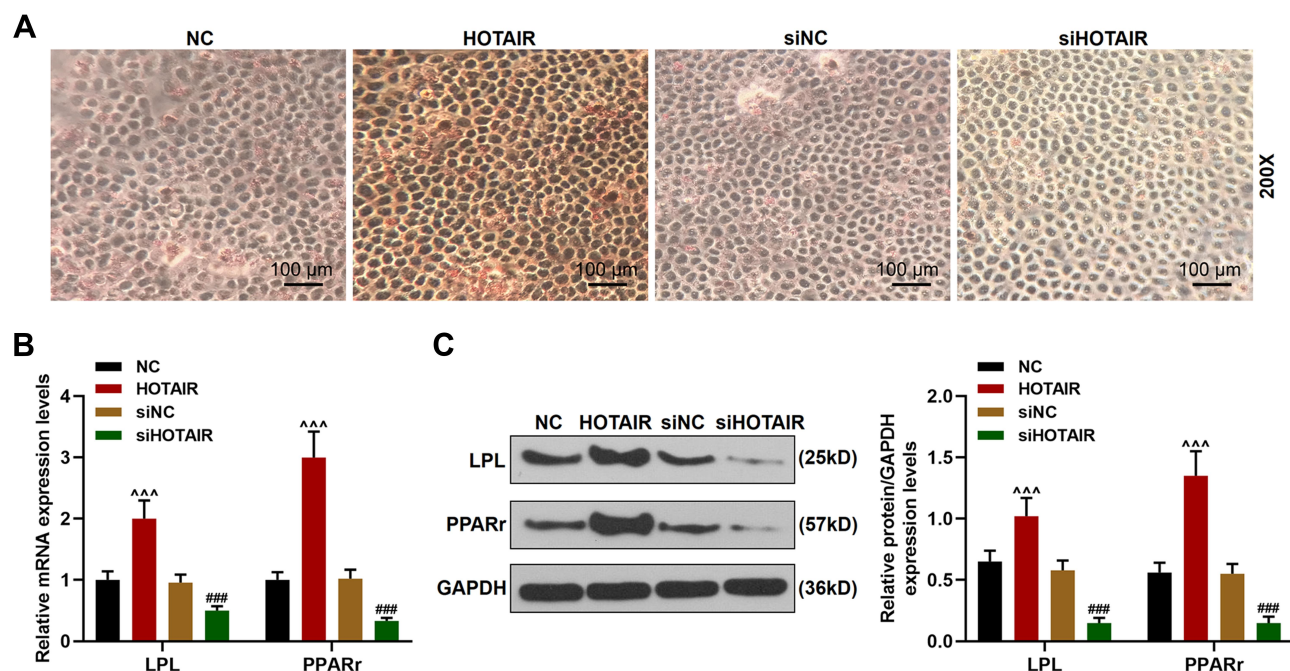 A
NC HOTAIR siNC siHOTAIR
200X
100 µm 100 µm 100 µm 100 µm
B
NC
HOTAIR
siNC
siHOTAIR
Relative mRNA expression levels
4
3
2
1
0
^^^
###
^^^
###
LPL PPARr
C
NC HOTAIR siNC siHOTAIR
LPL (25kD)
PPARr (57kD)
GAPDH (36kD)
NC
HOTAIR
siNC
siHOTAIR
Relative protein/GAPDH
expression levels
2.0
1.5
1.0
0.5
0.0
^^^
###
^^^
###
LPL PPARr